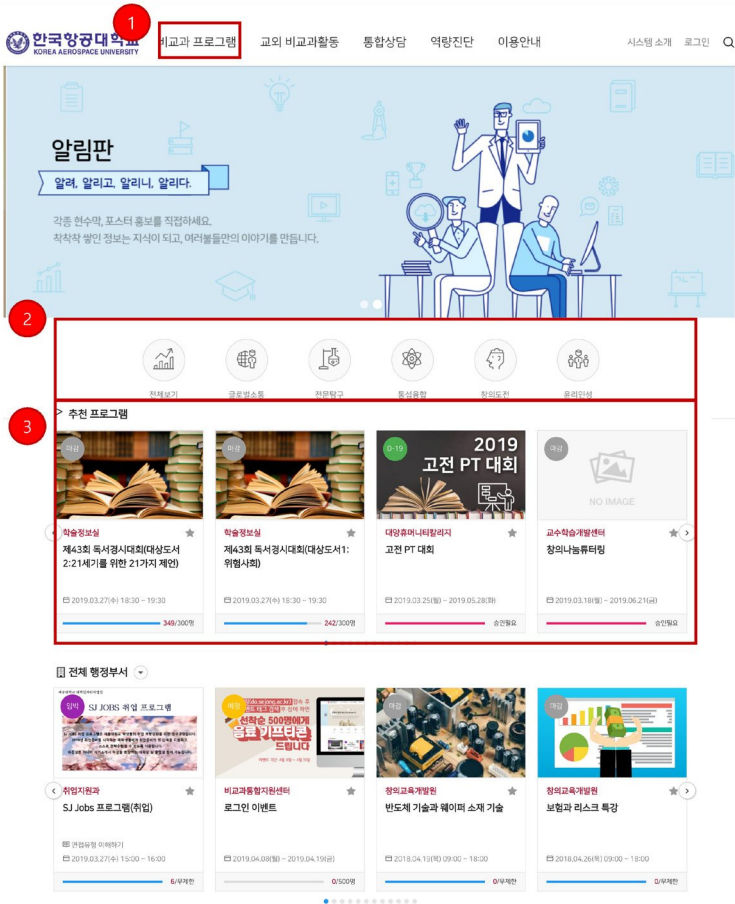 1
한국항공대학교
KOREA AEROSPACE UNIVERSITY
비교과 프로그램
교외 비교과활동
통합상담
역량진단
이용안내
시스템 소개
로그인
알림판
알려, 알리고, 알리니, 알리다.
각종 현수막, 포스터 홍보를 직접하세요.
착착착 쌓인 정보는 지식이 되고, 여러불들만의 이야기를 만듭니다.
2
전체보기
글로벌소통
전문탐구
통섭융합
창의도전
윤리인성
3
> 추천 프로그램
마감
마감
D-19
2019
고전 PT 대회
마감
NO IMAGE
학술정보실
제43회 독서경시대회(대상도서
2:21세기를 위한 21가지 제언)
2019.03.27(수) 18:30 ~ 19:30
349/300명
학술정보실
제43회 독서경시대회(대상도서1:
위험사회)
2019.03.27(수) 18:30 ~ 19:30
242/300명
대양휴머니티칼리지
고전 PT 대회
2019.03.25(월) ~ 2019.05.28(화)
승인필요
교수학습개발센터
창의나눔튜터링
2019.03.18(월) ~ 2019.06.21(금)
승인필요
전체 행정부서
임박
SJ JOBS 취업 프로그램
예정
선착순 500명에게
음료 기프티콘
드립니다
마감
마감
취업지원과
SJ Jobs 프로그램(취업)
면접유형 이해하기
2019.03.27(수) 15:00 ~ 16:00
6/무제한
비교과통합지원센터
로그인 이벤트
2019.04.08(월) ~ 2019.04.19(금)
0/500명
창의교육개발원
반도체 기술과 웨이퍼 소재 기술
2018.04.19(목) 09:00 ~ 18:00
0/무제한
창의교육개발원
보험과 리스크 특강
2018.04.26(목) 09:00 ~ 18:00
0/무제한